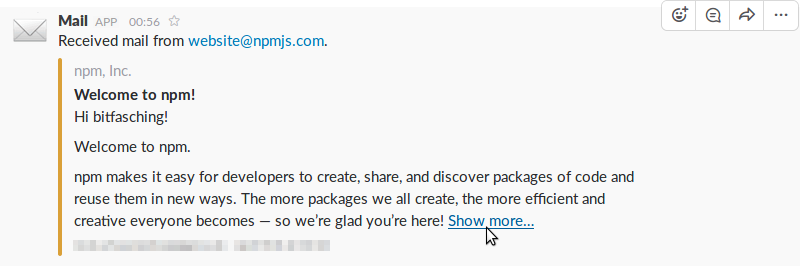 Mail APP 00:56
Received mail from website@npmjs.com.
npm, Inc.
Welcome to npm!
Hi bitfasching!
Welcome to npm.
npm makes it easy for developers to create, share, and discover packages of code and
reuse them in new ways. The more packages we all create, the more efficient and
creative everyone becomes — so we’re glad you’re here! Show more...